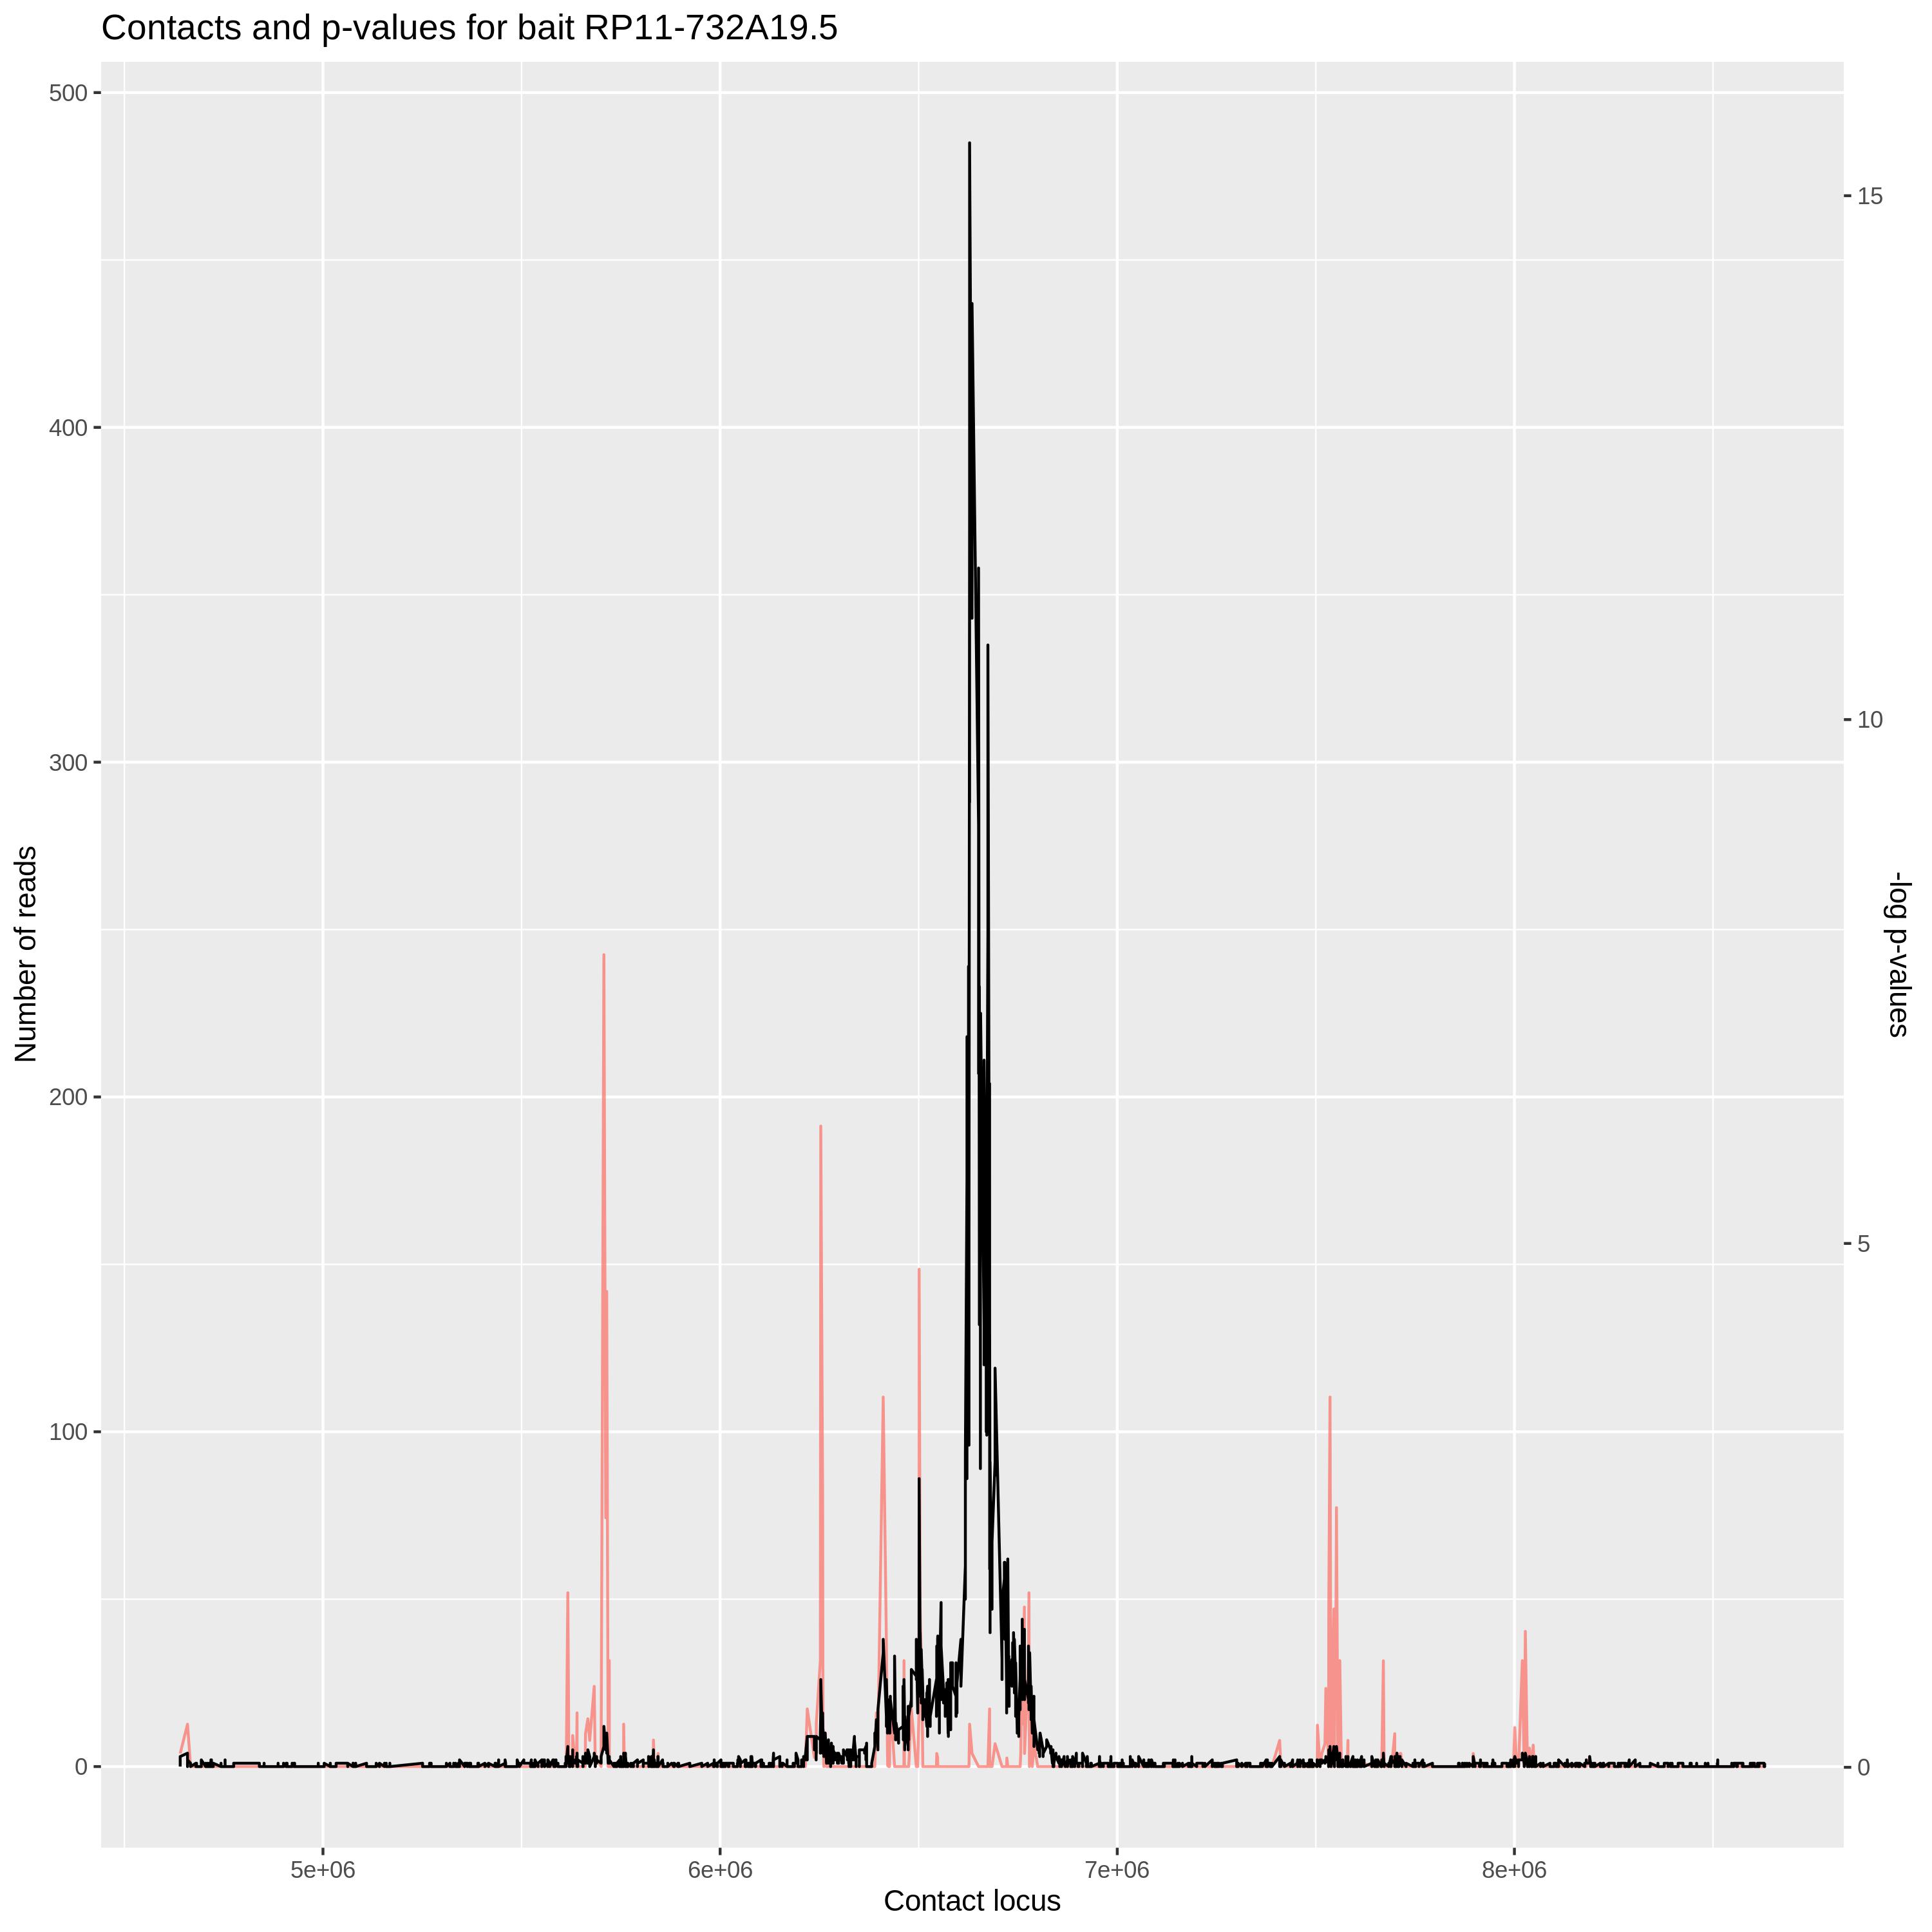 Contacts and p-values for bait RP11-732A19.5
500
400
300
200
100
0
Number of reads
15
10
5
0
-log p-values
5e+06
6e+06
7e+06
8e+06
Contact locus